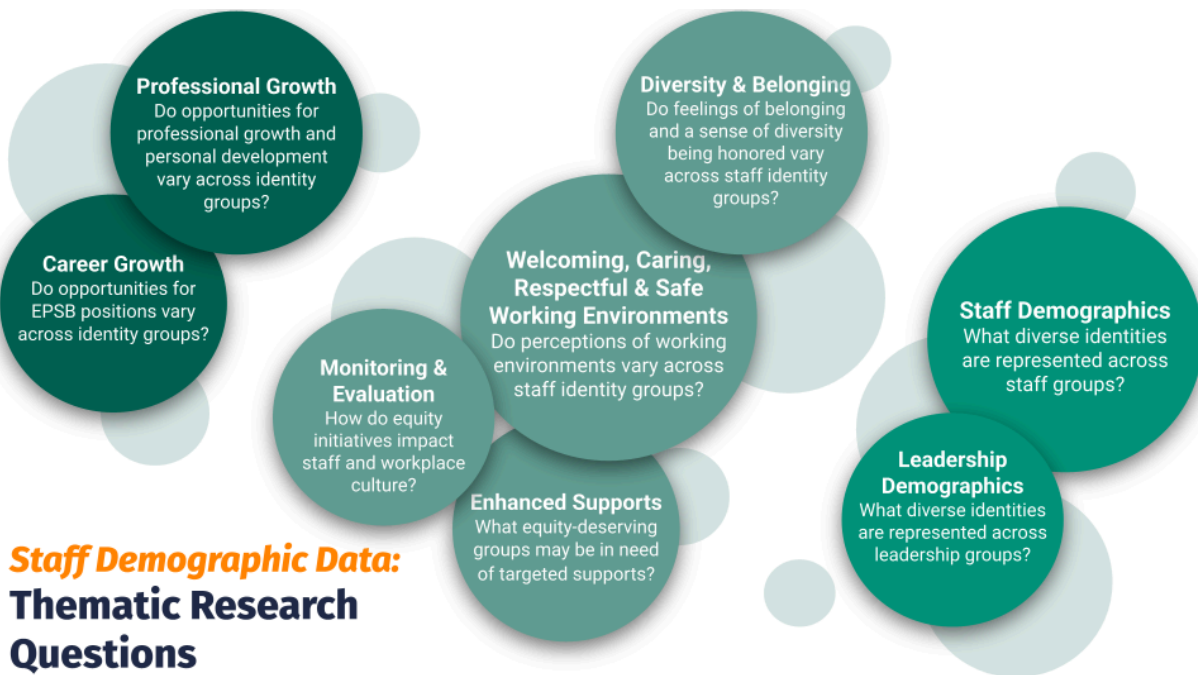 Professional Growth
Do opportunities for
professional growth and
personal development
vary across identity
groups?
Career Growth
Do opportunities for
EPSB positions vary
across identity groups?
Diversity & Belonging
Do feelings of belonging
and a sense of diversity
being honored vary
across staff identity
groups?
Welcoming, Caring,
Respectful & Safe
Working Environments
Do perceptions of working
environments vary across
staff identity groups?
Monitoring &
Evaluation
How do equity
initiatives impact
staff and workplace
culture?
Enhanced Supports
What equity-deserving
groups may be in need
of targeted supports?
Staff Demographics
What diverse identities
are represented across
staff groups?
Leadership
Demographics
What diverse identities
are represented across
leadership groups?
Staff Demographic Data:
Thematic Research
Questions